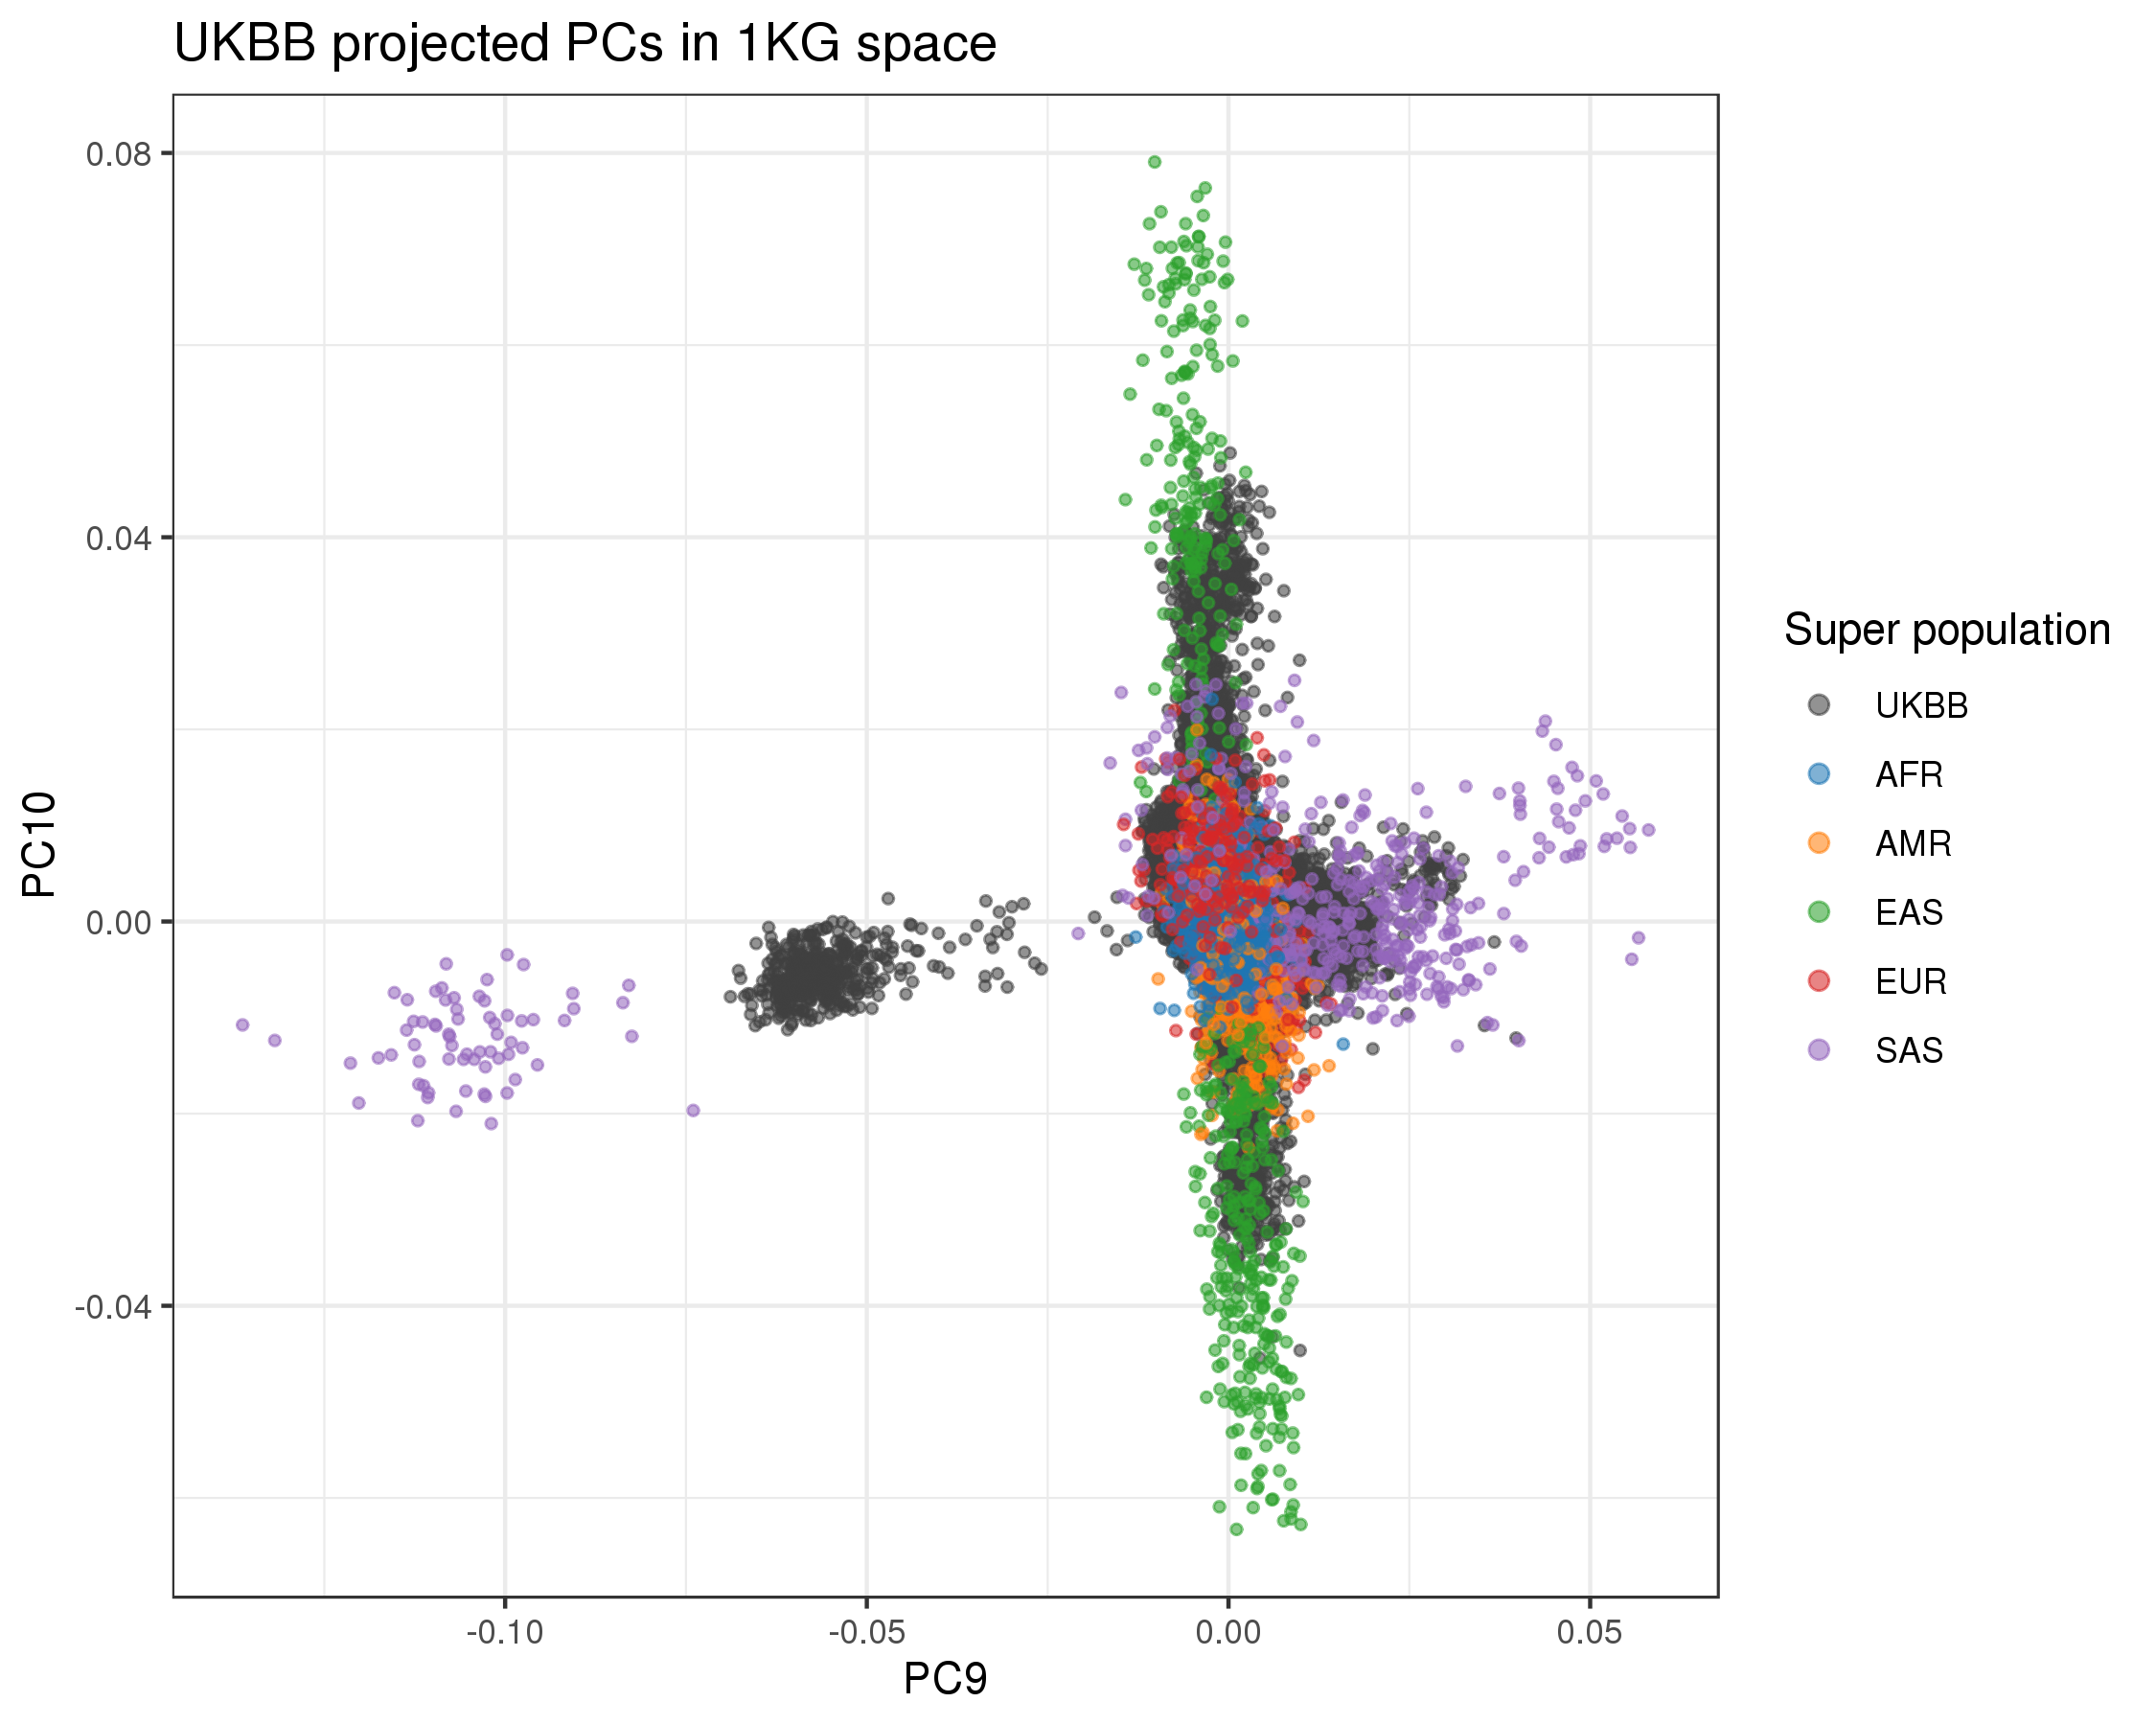 UKBB projected PCs in 1KG space
0.08
0.04
0.00
-0.04
PC10
-0.10
-0.05
0.00
0.05
PC9
Super population
UKBB
AFR
AMR
EAS
EUR
SAS